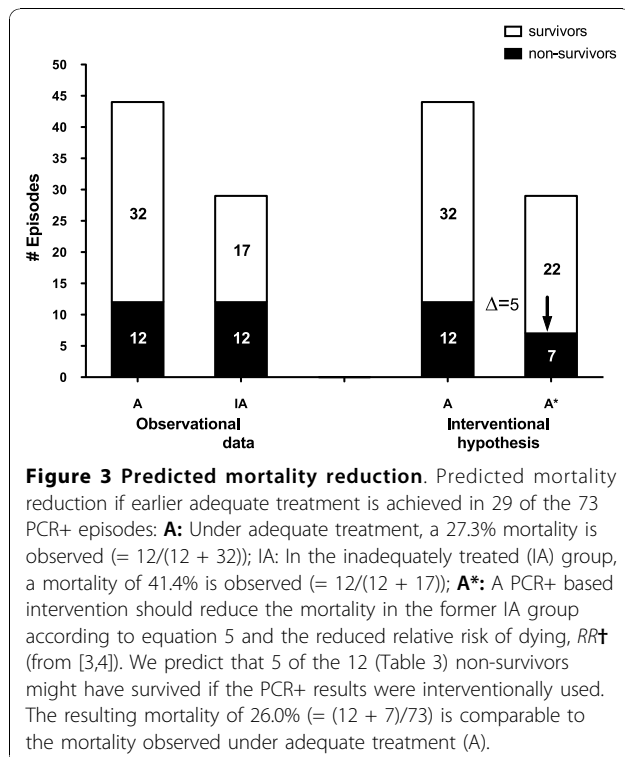 survivors
non-survivors
50
45
40
35
30
25
20
15
10
5
0
# Episodes
32
12
17
12
32
12
Δ=5
22
7
A
IA
A
A*
Observational
data
Interventional
hypothesis
Figure 3 Predicted mortality reduction. Predicted mortality
reduction if earlier adequate treatment is achieved in 29 of the 73
PCR+ episodes: A: Under adequate treatment, a 27.3% mortality is
observed (= 12/(12 + 32)); IA: In the inadequately treated (IA) group,
a mortality of 41.4% is observed (= 12/(12 + 17)); A*: A PCR+ based
intervention should reduce the mortality in the former IA group
according to equation 5 and the reduced relative risk of dying, RR†
(from [3,4]). We predict that 5 of the 12 (Table 3) non-survivors
might have survived if the PCR+ results were interventionally used.
The resulting mortality of 26.0% (= (12 + 7)/73) is comparable to
the mortality observed under adequate treatment (A).